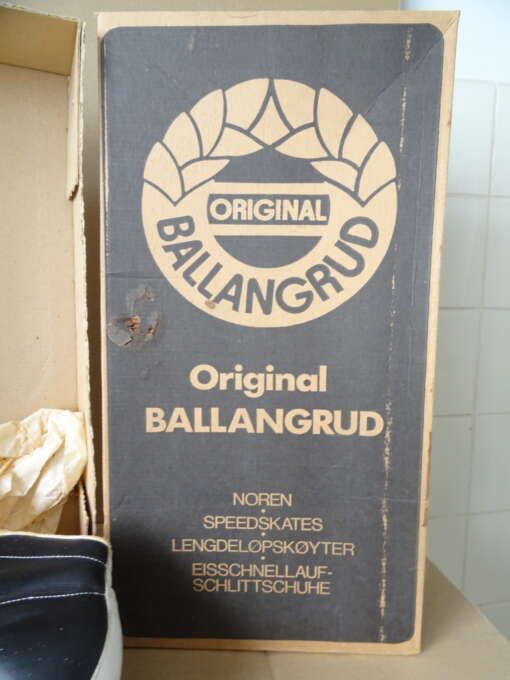 ORIGINAL
BALLANGRUD
Original
BALLANGRUD
NOREN
SPEEDSKATES
LENGDELØPSKØYTER
EISSCHNELLAUF-
SCHLITTSCHUHE